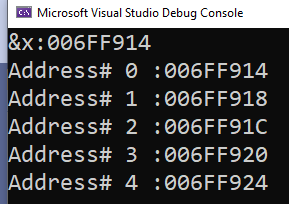 Microsoft Visual Studio Debug Console
&x:006FF914
Address# 0 :006FF914
Address# 1 :006FF918
Address# 2 :006FF91C
Address# 3 :006FF920
Address# 4 :006FF924